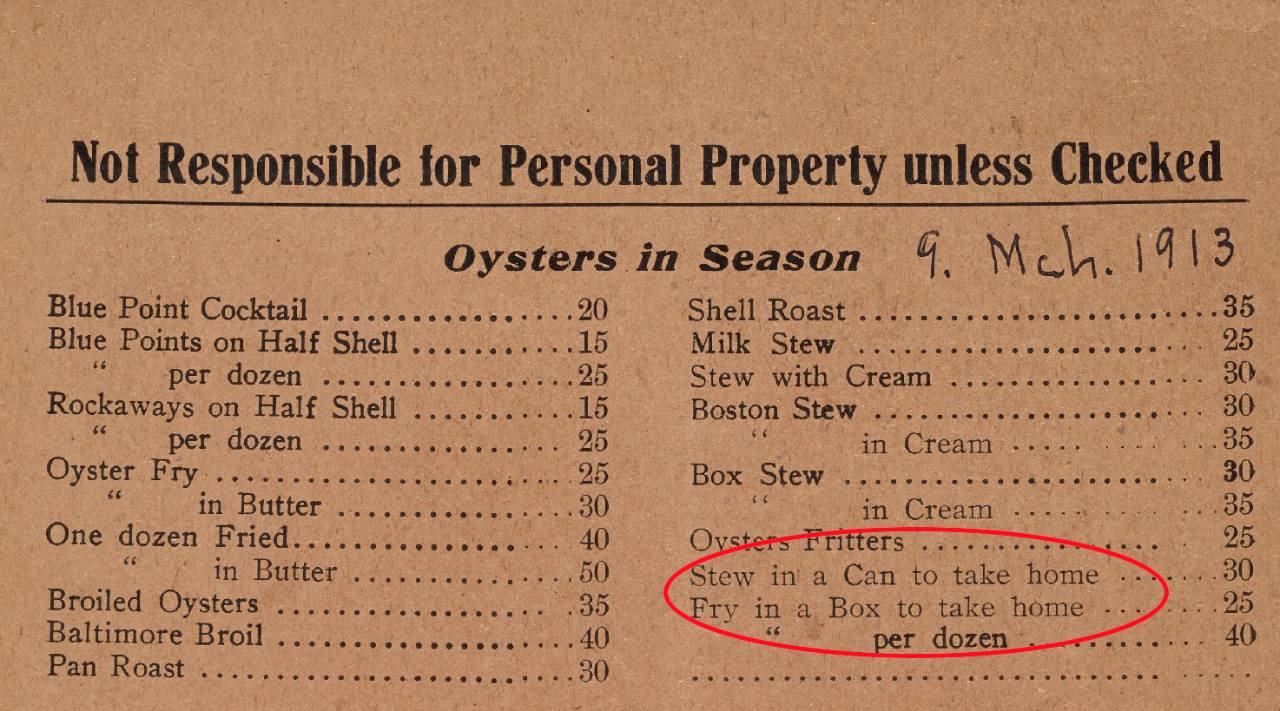 Not Responsible for Personal Property unless Checked
Oysters in Season 9. Mch. 1913
Blue Point Cocktail ................. 20
Blue Points on Half Shell .......... 15
“ per dozen ................. 25
Rockaways on Half Shell .......... 15
“ per dozen ................. 25
Oyster Fry ....................... 25
“ in Butter ................ 30
One dozen Fried................... 40
“ in Butter ............... 50
Broiled Oysters .................... 35
Baltimore Broil .................... 40
Pan Roast ......................... 30
Shell Roast ........................ 35
Milk Stew ....................... 25
Stew with Cream ................. 30
Boston Stew ...................... 30
“ in Cream ............... 35
Box Stew ........................ 30
“ in Cream ............... 35
Oysters Fritters ................ 25
Stew in a Can to take home ....... 30
Fry in a Box to take home ........ 25
“ per dozen .............. 40